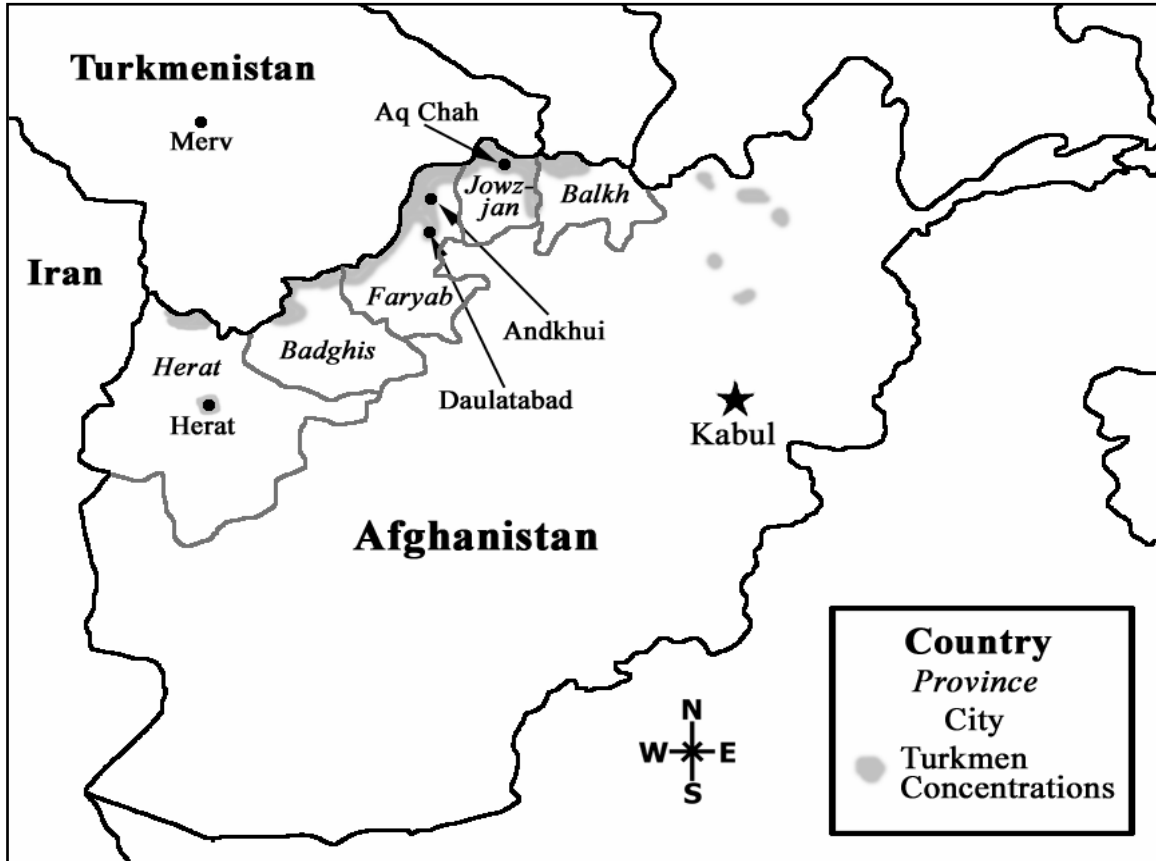 Turkmenistan
Merv
Aq Chah
Jowz-
jan
Balkh
Iran
Faryab
Andkhui
Herat
Badghis
Daulatabad
Herat
Kabul
Afghanistan
N
W E
S
Country
Province
City
Turkmen
Concentrations